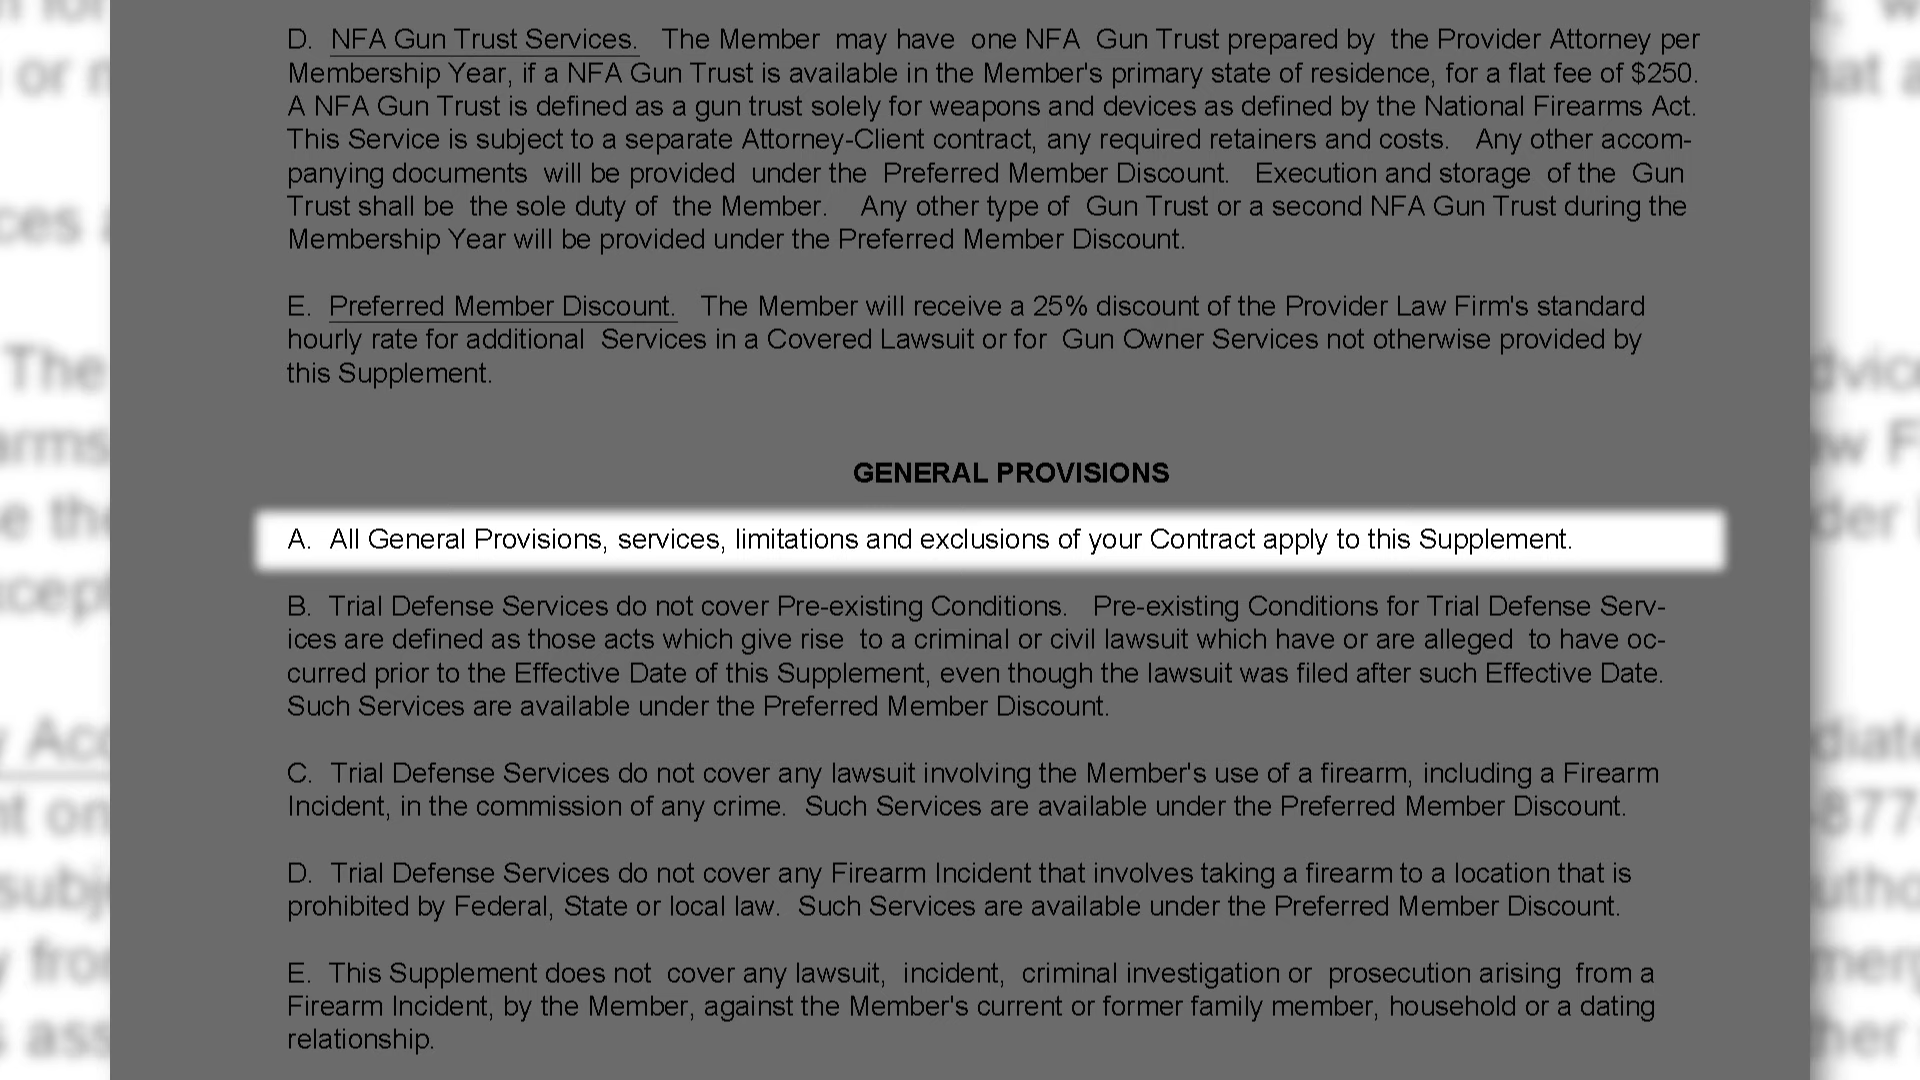 D. NFA Gun Trust Services. The Member may have one NFA Gun Trust prepared by the Provider Attorney per
Membership Year, if a NFA Gun Trust is available in the Member's primary state of residence, for a flat fee of $250.
A NFA Gun Trust is defined as a gun trust solely for weapons and devices as defined by the National Firearms Act.
This Service is subject to a separate Attorney-Client contract, any required retainers and costs. Any other accom-
panying documents will be provided under the Preferred Member Discount. Execution and storage of the Gun
Trust shall be the sole duty of the Member. Any other type of Gun Trust or a second NFA Gun Trust during the
Membership Year will be provided under the Preferred Member Discount.
E. Preferred Member Discount. The Member will receive a 25% discount of the Provider Law Firm's standard
hourly rate for additional Services in a Covered Lawsuit or for Gun Owner Services not otherwise provided by
this Supplement.
GENERAL PROVISIONS
A. All General Provisions, services, limitations and exclusions of your Contract apply to this Supplement.
B. Trial Defense Services do not cover Pre-existing Conditions. Pre-existing Conditions for Trial Defense Serv-
ices are defined as those acts which give rise to a criminal or civil lawsuit which have or are alleged to have oc-
curred prior to the Effective Date of this Supplement, even though the lawsuit was filed after such Effective Date.
Such Services are available under the Preferred Member Discount.
C. Trial Defense Services do not cover any lawsuit involving the Member's use of a firearm, including a Firearm
Incident, in the commission of any crime. Such Services are available under the Preferred Member Discount.
D. Trial Defense Services do not cover any Firearm Incident that involves taking a firearm to a location that is
prohibited by Federal, State or local law. Such Services are available under the Preferred Member Discount.
E. This Supplement does not cover any lawsuit, incident, criminal investigation or prosecution arising from a
Firearm Incident, by the Member, against the Member's current or former family member, household or a dating
relationship.